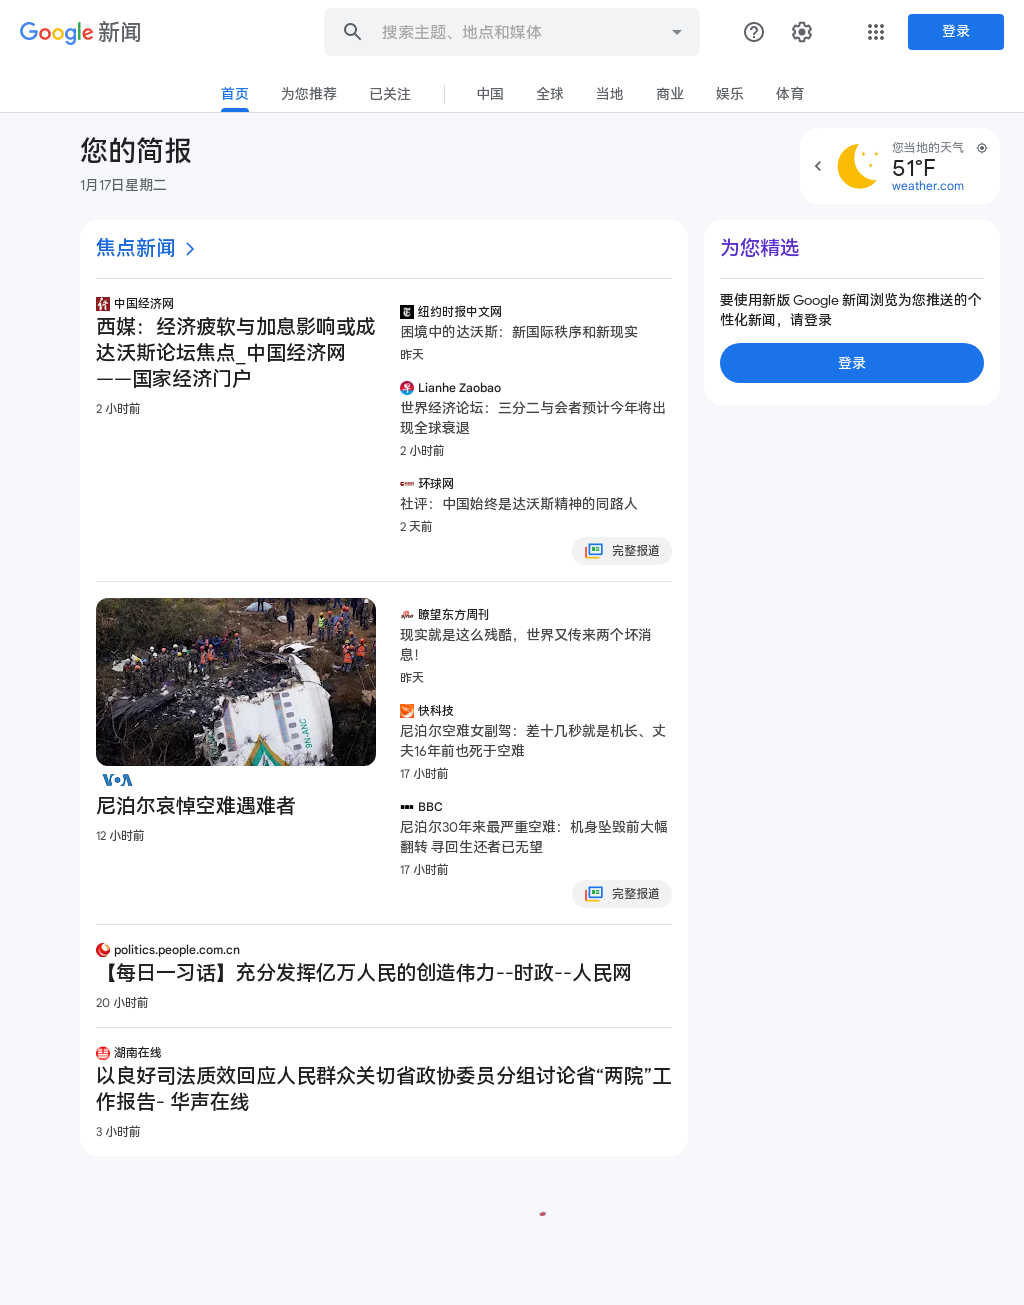 Google 新闻
搜索主题、地点和媒体
登录
首页
为您推荐
已关注
中国
全球
当地
商业
娱乐
体育
您的简报
1月17日星期二
您当地的天气
51°F
weather.com
焦点新闻
中国经济网
西媒：经济疲软与加息影响或成
达沃斯论坛焦点_中国经济网
——国家经济门户
2 小时前
纽约时报中文网
困境中的达沃斯：新国际秩序和新现实
昨天
Lianhe Zaobao
世界经济论坛：三分二与会者预计今年将出
现全球衰退
2 小时前
环球网
社评：中国始终是达沃斯精神的同路人
2 天前
完整报道
9N-ANC
VOA
尼泊尔哀悼空难遇难者
12 小时前
瞭望东方周刊
现实就是这么残酷，世界又传来两个坏消
息！
昨天
快科技
尼泊尔空难女副驾：差十几秒就是机长、丈
夫16年前也死于空难
17 小时前
BBC
尼泊尔30年来最严重空难：机身坠毁前大幅
翻转 寻回生还者已无望
17 小时前
完整报道
politics.people.com.cn
【每日一习话】充分发挥亿万人民的创造伟力--时政--人民网
20 小时前
湖南在线
以良好司法质效回应人民群众关切省政协委员分组讨论省“两院”工
作报告- 华声在线
3 小时前
为您精选
要使用新版 Google 新闻浏览为您推送的个
性化新闻，请登录
登录